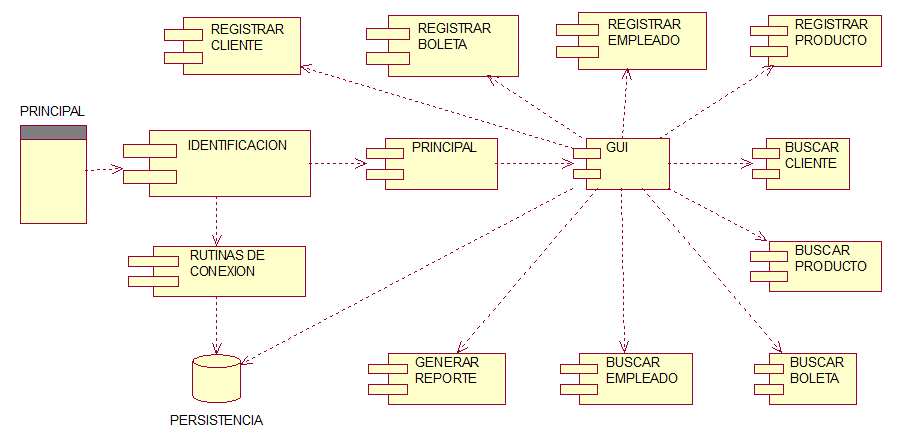 REGISTRAR
CLIENTE
REGISTRAR
BOLETA
REGISTRAR
EMPLEADO
REGISTRAR
PRODUCTO
PRINCIPAL
IDENTIFICACION
PRINCIPAL
GUI
BUSCAR
CLIENTE
RUTINAS DE
CONEXION
BUSCAR
PRODUCTO
GENERAR
REPORTE
BUSCAR
EMPLEADO
BUSCAR
BOLETA
PERSISTENCIA